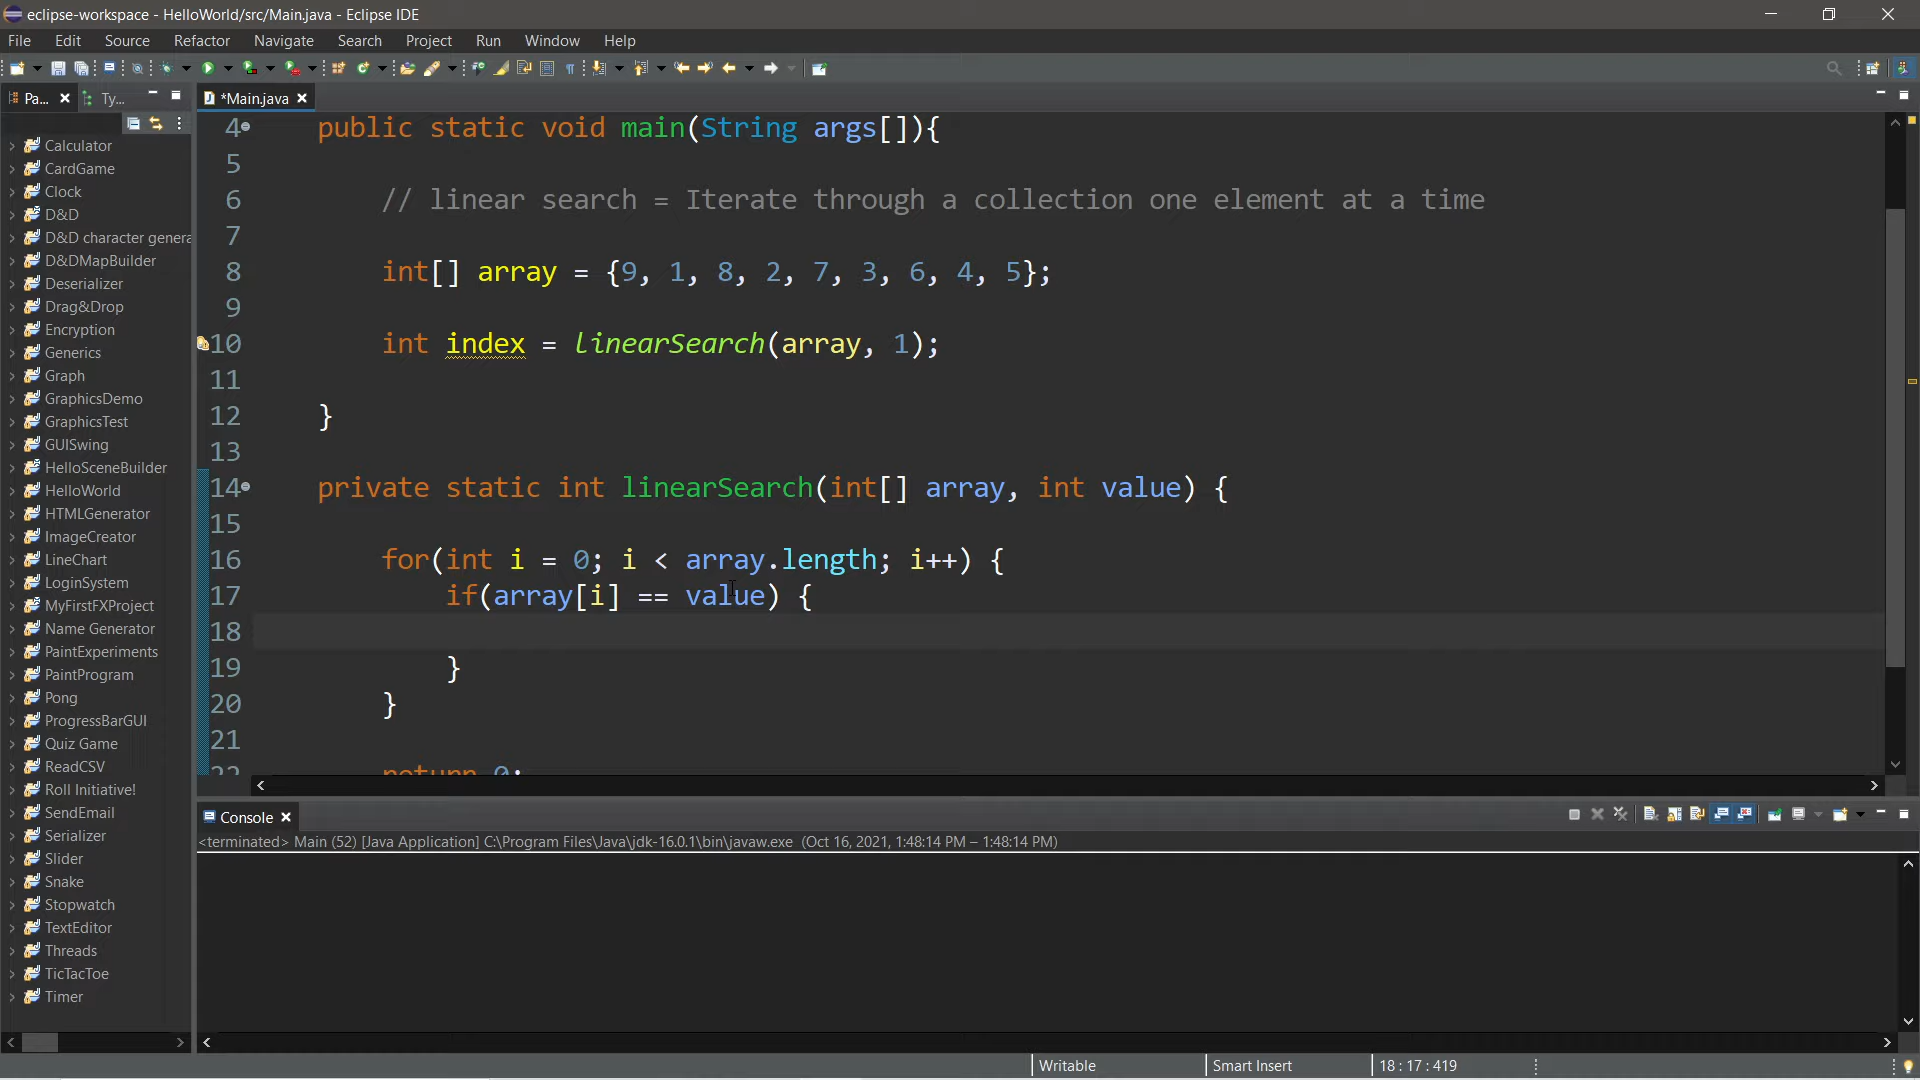 eclipse-workspace - HelloWorld/src/Main.java - Eclipse IDE
File Edit Source Refactor Navigate Search Project Run Window Help
Pa... Ty... *Main.java
Calculator
CardGame
Clock
D&D
D&D character genera
D&DMapBuilder
Deserializer
Drag&Drop
Encryption
Generics
Graph
GraphicsDemo
GraphicsTest
GUISwing
HelloSceneBuilder
HelloWorld
HTMLGenerator
ImageCreator
LineChart
LoginSystem
MyFirstFXProject
Name Generator
PaintExperiments
PaintProgram
Pong
ProgressBarGUI
Quiz Game
ReadCSV
Roll Initiative!
SendEmail
Serializer
Slider
Snake
Stopwatch
TextEditor
Threads
TicTacToe
Timer
4 public static void main(String args[]){
5
6 // linear search = Iterate through a collection one element at a time
7
8 int[] array = {9, 1, 8, 2, 7, 3, 6, 4, 5};
9
10 int index = linearSearch(array, 1);
11
12 }
13
14 private static int linearSearch(int[] array, int value) {
15
16 for(int i = 0; i < array.length; i++) {
17 if(array[i] == value) {
18
19 }
20 }
21
22 return 0;
Console
<terminated> Main (52) [Java Application] C:\Program Files\Java\jdk-16.0.1\bin\javaw.exe (Oct 16, 2021, 1:48:14 PM – 1:48:14 PM)
Writable Smart Insert 18 : 17 : 419